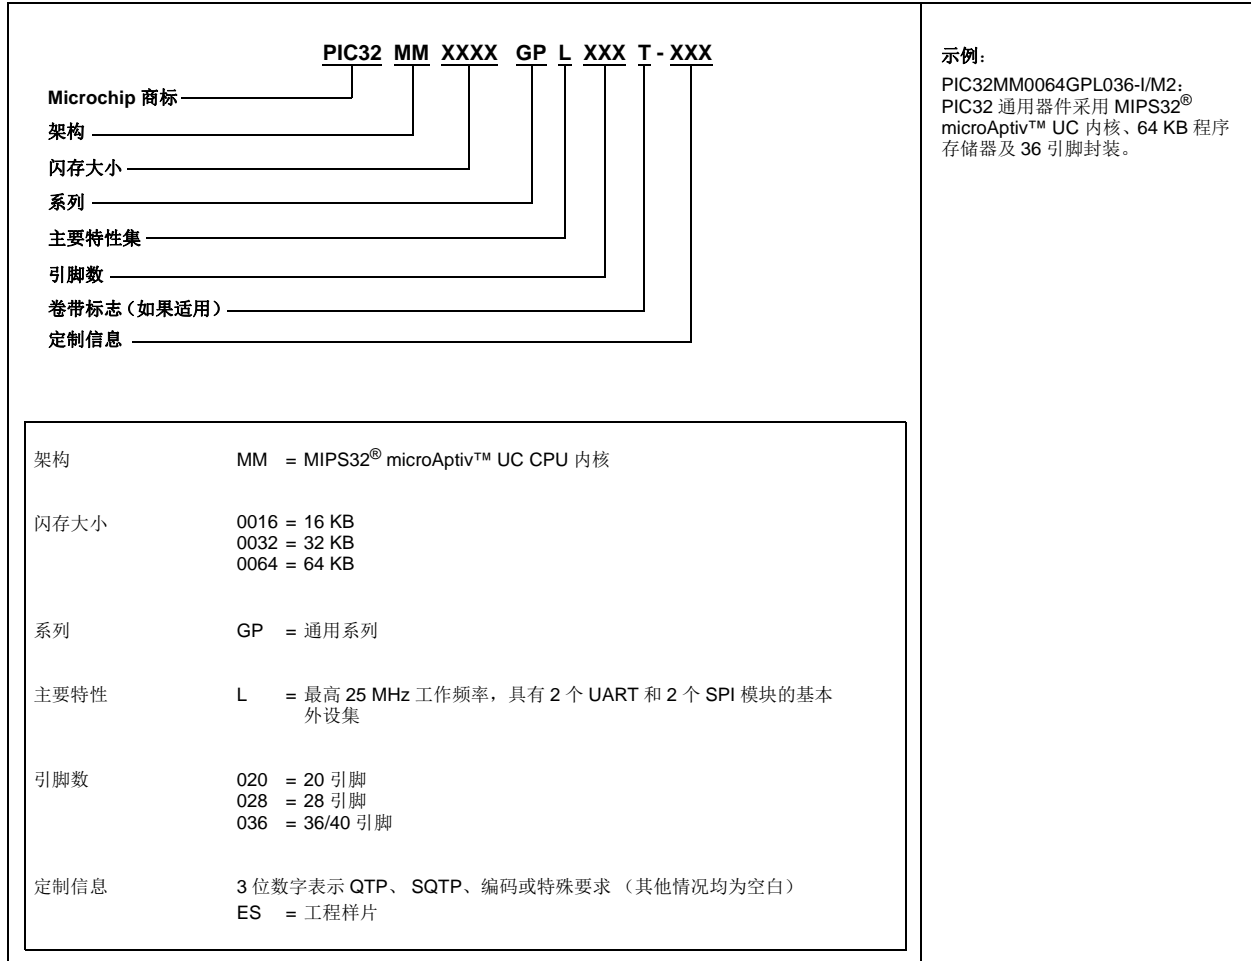 PIC32 MM XXXX GP L XXX T - XXX
Microchip 商标
架构
闪存大小
系列
主要特性集
引脚数
卷带标志（如果适用）
定制信息
架构 MM = MIPS32® microAptiv™ UC CPU 内核
闪存大小 0016 = 16 KB
0032 = 32 KB
0064 = 64 KB
系列 GP = 通用系列
主要特性 L = 最高 25 MHz 工作频率，具有 2 个 UART 和 2 个 SPI 模块的基本
外设集
引脚数 020 = 20 引脚
028 = 28 引脚
036 = 36/40 引脚
定制信息 3 位数字表示 QTP、 SQTP、编码或特殊要求 （其他情况均为空白）
ES = 工程样片
示例：
PIC32MM0064GPL036-I/M2：
PIC32 通用器件采用 MIPS32®
microAptiv™ UC 内核、64 KB 程序
存储器及 36 引脚封装。